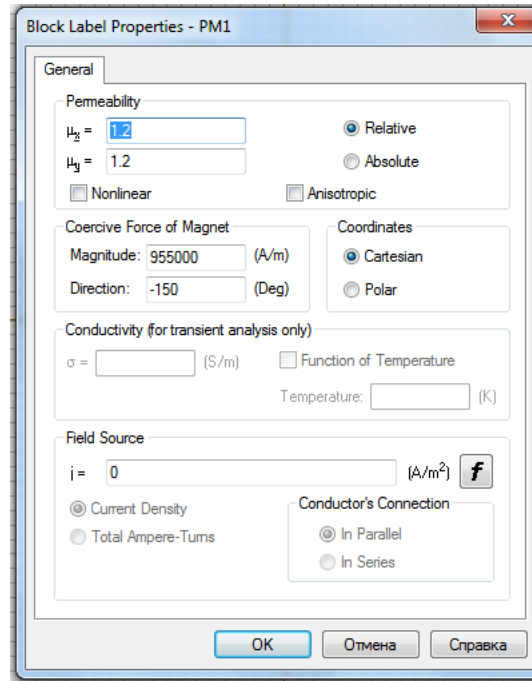 Block Label Properties - PM1
General
Permeability
μx = 1.2
Relative
μy = 1.2
Absolute
Nonlinear
Anisotropic
Coercive Force of Magnet
Coordinates
Magnitude: 955000 (A/m)
Cartesian
Direction: -150 (Deg)
Polar
Conductivity (for transient analysis only)
σ = (S/m)
Function of Temperature
Temperature: (K)
Field Source
j = 0 (A/m²) f
Current Density
Conductor's Connection
Total Ampere-Turns
In Parallel
In Series
OK Отмена Справка